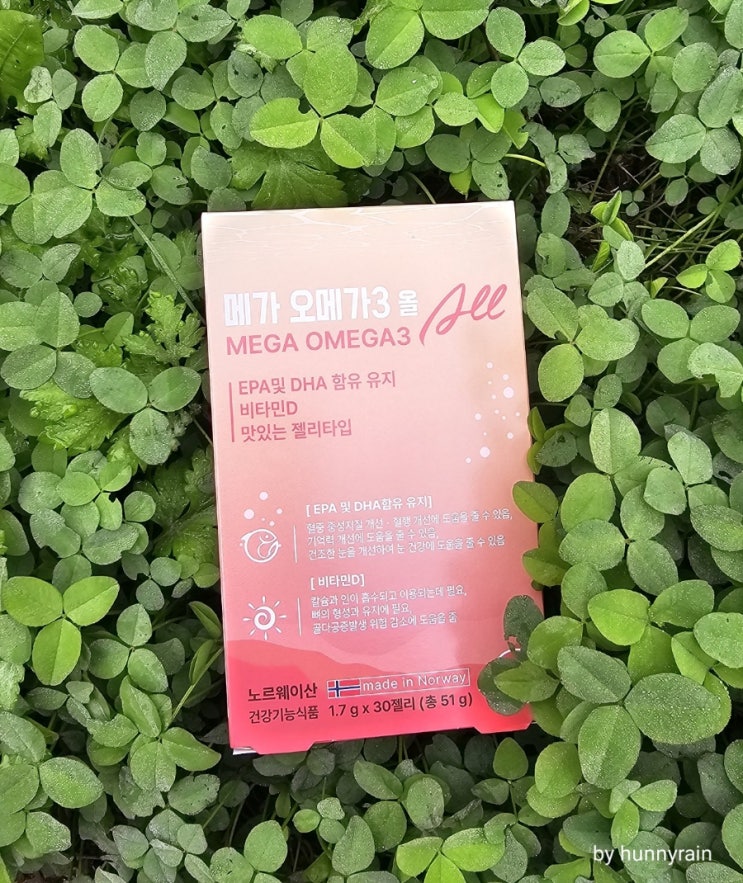 메가 오메가3 올 All
MEGA OMEGA3
EPA및 DHA 함유 유지
비타민D
맛있는 젤리타입
[ EPA 및 DHA함유 유지]
혈중 중성지질 개선 · 혈행 개선에 도움을 줄 수 있음,
기억력 개선에 도움을 줄 수 있음,
건조한 눈을 개선하여 눈 건강에 도움을 줄 수 있음
[ 비타민D]
칼슘과 인이 흡수되고 이용되는데 필요,
뼈의 형성과 유지에 필요,
골다공증발생 위험 감소에 도움을 줌
노르웨이산 made in Norway
건강기능식품 1.7 g x 30젤리 (총 51 g)
by hunnyrain